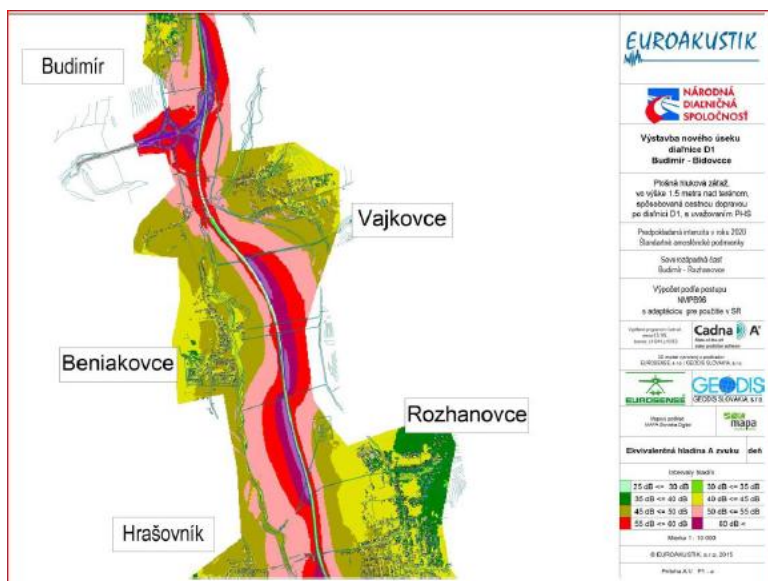 Budimír
Vajkovce
Beniakovce
Rozhanovce
Hrašovník
EUROAKUSTIK
NÁRODNÁ
DIAĽNIČNÁ
SPOLOČNOSŤ
Výstavba nového úseku
diaľnice D1
Budimír - Bidovce
Plošná hluková záťaž,
vo výške 1.5 metra nad terénom,
spôsobovaná cestnou dopravou
po diaľnici D1, s uvažovaním PHS
Predpokladaná intenzita v roku 2020
Štandardné atmosférické podmienky
Severozápadná časť
Budimír - Rozhanovce
Výpočet podľa postupu
NMPB96
s adaptáciou pre použitie v SR
Cadna A
EUROSENSE
GEODIS
GEODIS SLOVAKIA, s.r.o.
Mapový podklad
mapa
Ekvivalentná hladina A zvuku deň
Intervaly hladín
25 dB <= 30 dB 30 dB <= 35 dB
35 dB <= 40 dB 40 dB <= 45 dB
45 dB <= 50 dB 50 dB <= 55 dB
55 dB <= 60 dB 60 dB <
Mierka 1 : 10 000
© EUROAKUSTIK, s.r.o. 2015